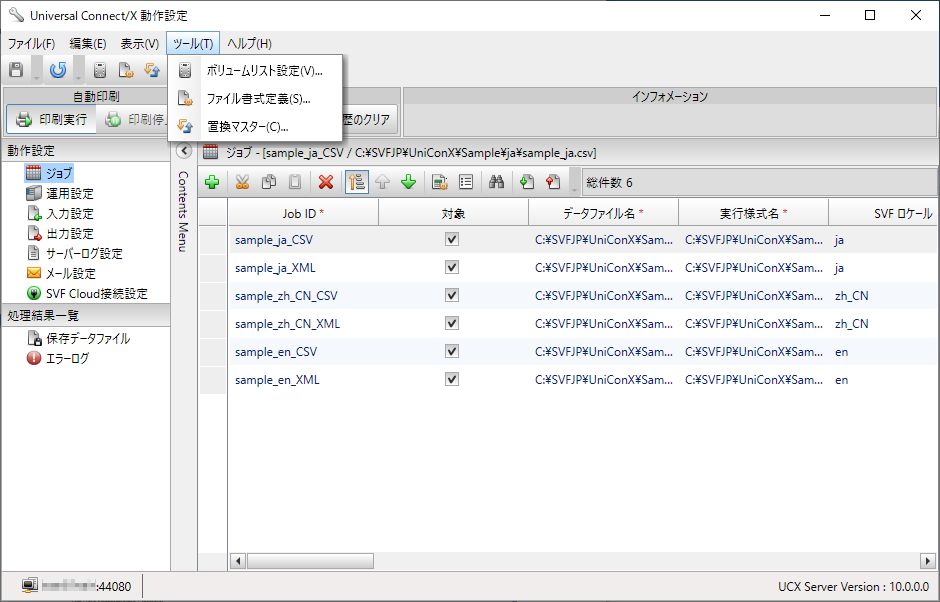 Universal Connect/X 動作設定
ファイル(F) 編集(E) 表示(V) ツール(T) ヘルプ(H)
ボリュームリスト設定(V)...
ファイル書式定義(S)...
置換マスター(C)...
自動印刷
インフォメーション
印刷実行 印刷停 歴のクリア
動作設定
ジョブ
運用設定
入力設定
出力設定
サーバーログ設定
メール設定
SVF Cloud接続設定
処理結果一覧
保存データファイル
エラーログ
Contents Menu
ジョブ - [sample_ja_CSV / C:¥SVFJP¥UniConX¥Sample¥ja¥sample_ja.csv]
総件数 6
Job ID * 対象 データファイル名 * 実行様式名 * SVF ロケール
sample_ja_CSV C:¥SVFJP¥UniConX¥Sam... C:¥SVFJP¥UniConX¥Sam... ja
sample_ja_XML C:¥SVFJP¥UniConX¥Sam... C:¥SVFJP¥UniConX¥Sam... ja
sample_zh_CN_CSV C:¥SVFJP¥UniConX¥Sam... C:¥SVFJP¥UniConX¥Sam... zh_CN
sample_zh_CN_XML C:¥SVFJP¥UniConX¥Sam... C:¥SVFJP¥UniConX¥Sam... zh_CN
sample_en_CSV C:¥SVFJP¥UniConX¥Sam... C:¥SVFJP¥UniConX¥Sam... en
sample_en_XML C:¥SVFJP¥UniConX¥Sam... C:¥SVFJP¥UniConX¥Sam... en
:44080
UCX Server Version : 10.0.0.0